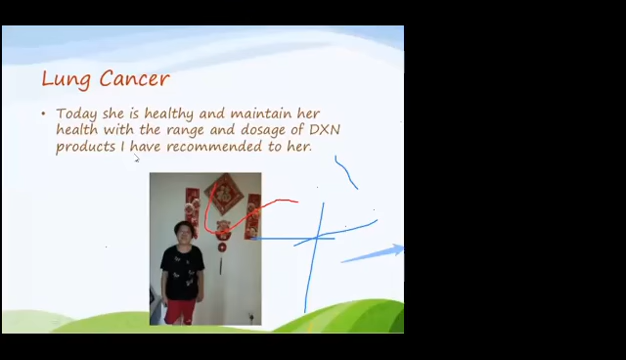 Lung Cancer
• Today she is healthy and maintain her
health with the range and dosage of DXN
products I have recommended to her.